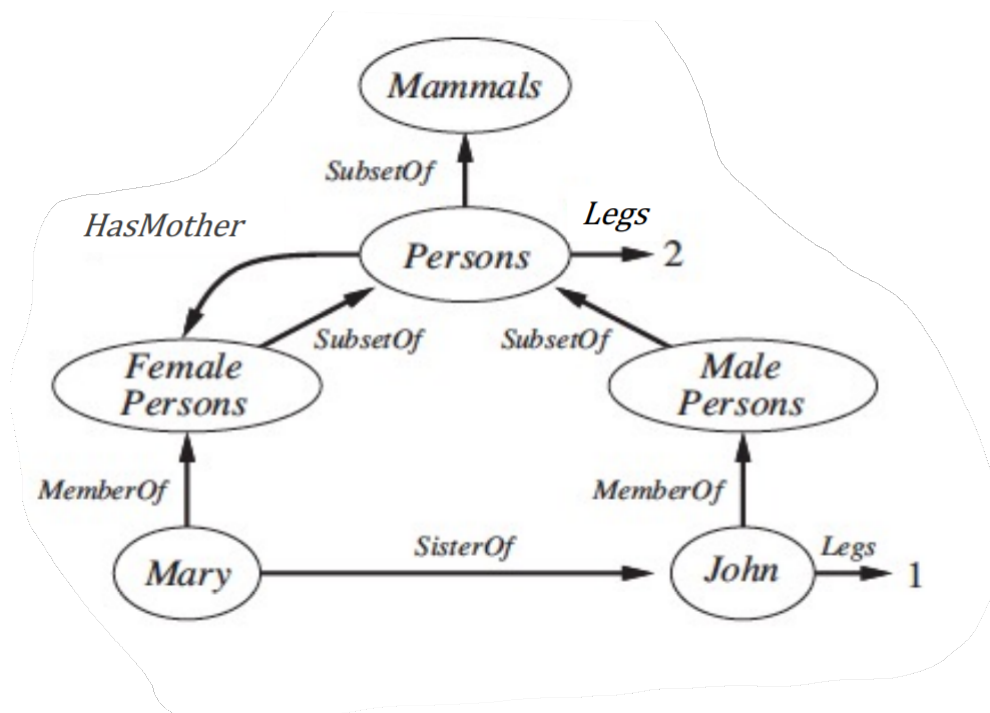 Mammals
SubsetOf
HasMother
Legs
Persons
2
SubsetOf
SubsetOf
Female
Persons
Male
Persons
MemberOf
MemberOf
SisterOf
Legs
Mary
John
1